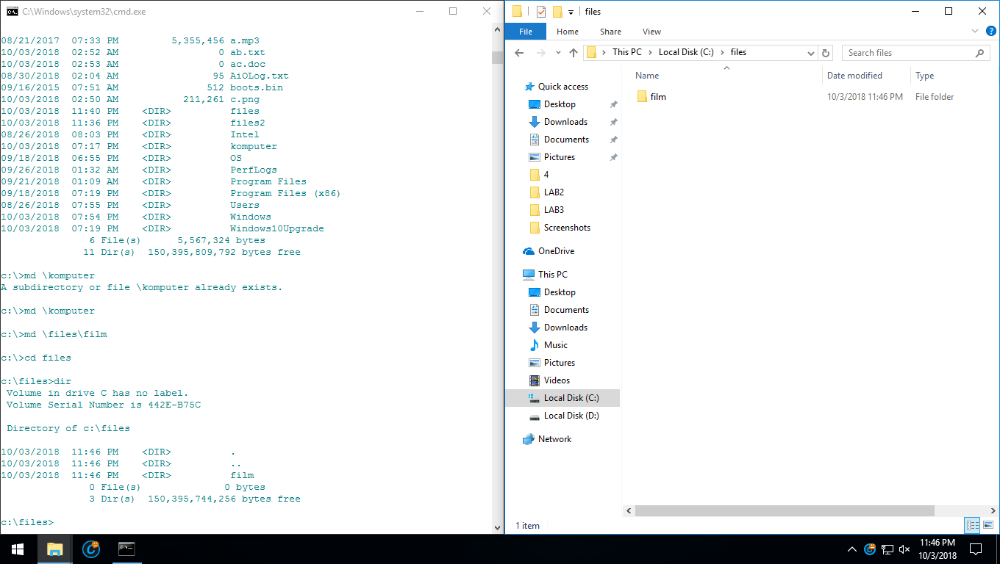 C:\Windows\system32\cmd.exe
08/21/2017  07:33 PM         5,355,456 a.mp3
10/03/2018  02:52 AM                 0 ab.txt
10/03/2018  02:53 AM                 0 ac.doc
08/30/2018  02:04 AM                95 AiOLog.txt
09/16/2015  07:51 AM               512 boots.bin
10/03/2018  02:50 AM           211,261 c.png
10/03/2018  11:40 PM    <DIR>          files
10/03/2018  11:36 PM    <DIR>          files2
08/26/2018  08:03 PM    <DIR>          Intel
10/03/2018  07:17 PM    <DIR>          komputer
09/18/2018  06:55 PM    <DIR>          OS
09/26/2018  01:32 AM    <DIR>          PerfLogs
09/21/2018  01:09 AM    <DIR>          Program Files
09/18/2018  07:19 PM    <DIR>          Program Files (x86)
08/26/2018  07:55 PM    <DIR>          Users
10/03/2018  07:54 PM    <DIR>          Windows
10/03/2018  07:19 PM    <DIR>          Windows10Upgrade
6 File(s)      5,567,324 bytes
11 Dir(s)  150,395,809,792 bytes free
c:\>md \komputer
A subdirectory or file \komputer already exists.
c:\>md \komputer
c:\>md \files\film
c:\>cd files
c:\files>dir
Volume in drive C has no label.
Volume Serial Number is 442E-B75C
Directory of c:\files
10/03/2018  11:46 PM    <DIR>          .
10/03/2018  11:46 PM    <DIR>          ..
10/03/2018  11:46 PM    <DIR>          film
0 File(s)              0 bytes
3 Dir(s)  150,395,744,256 bytes free
c:\files>
files
File Home Share View
This PC > Local Disk (C:) > files
Search files
Name Date modified Type
film 10/3/2018 11:46 PM File folder
Quick access
Desktop
Downloads
Documents
Pictures
4
LAB2
LAB3
Screenshots
OneDrive
This PC
Desktop
Documents
Downloads
Music
Pictures
Videos
Local Disk (C:)
Local Disk (D:)
Network
1 item
11:46 PM
10/3/2018